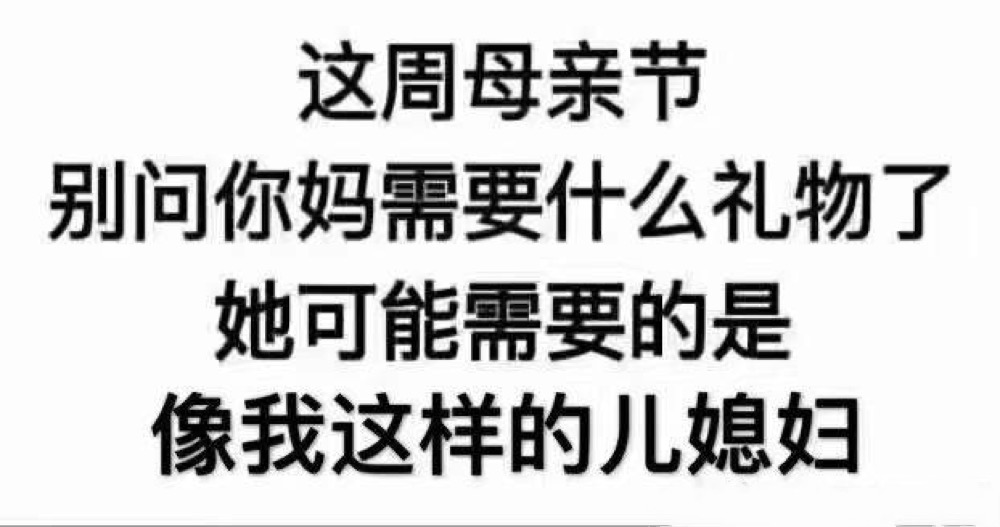 这周母亲节
别问你妈需要什么礼物了
她可能需要的是
像我这样的儿媳妇